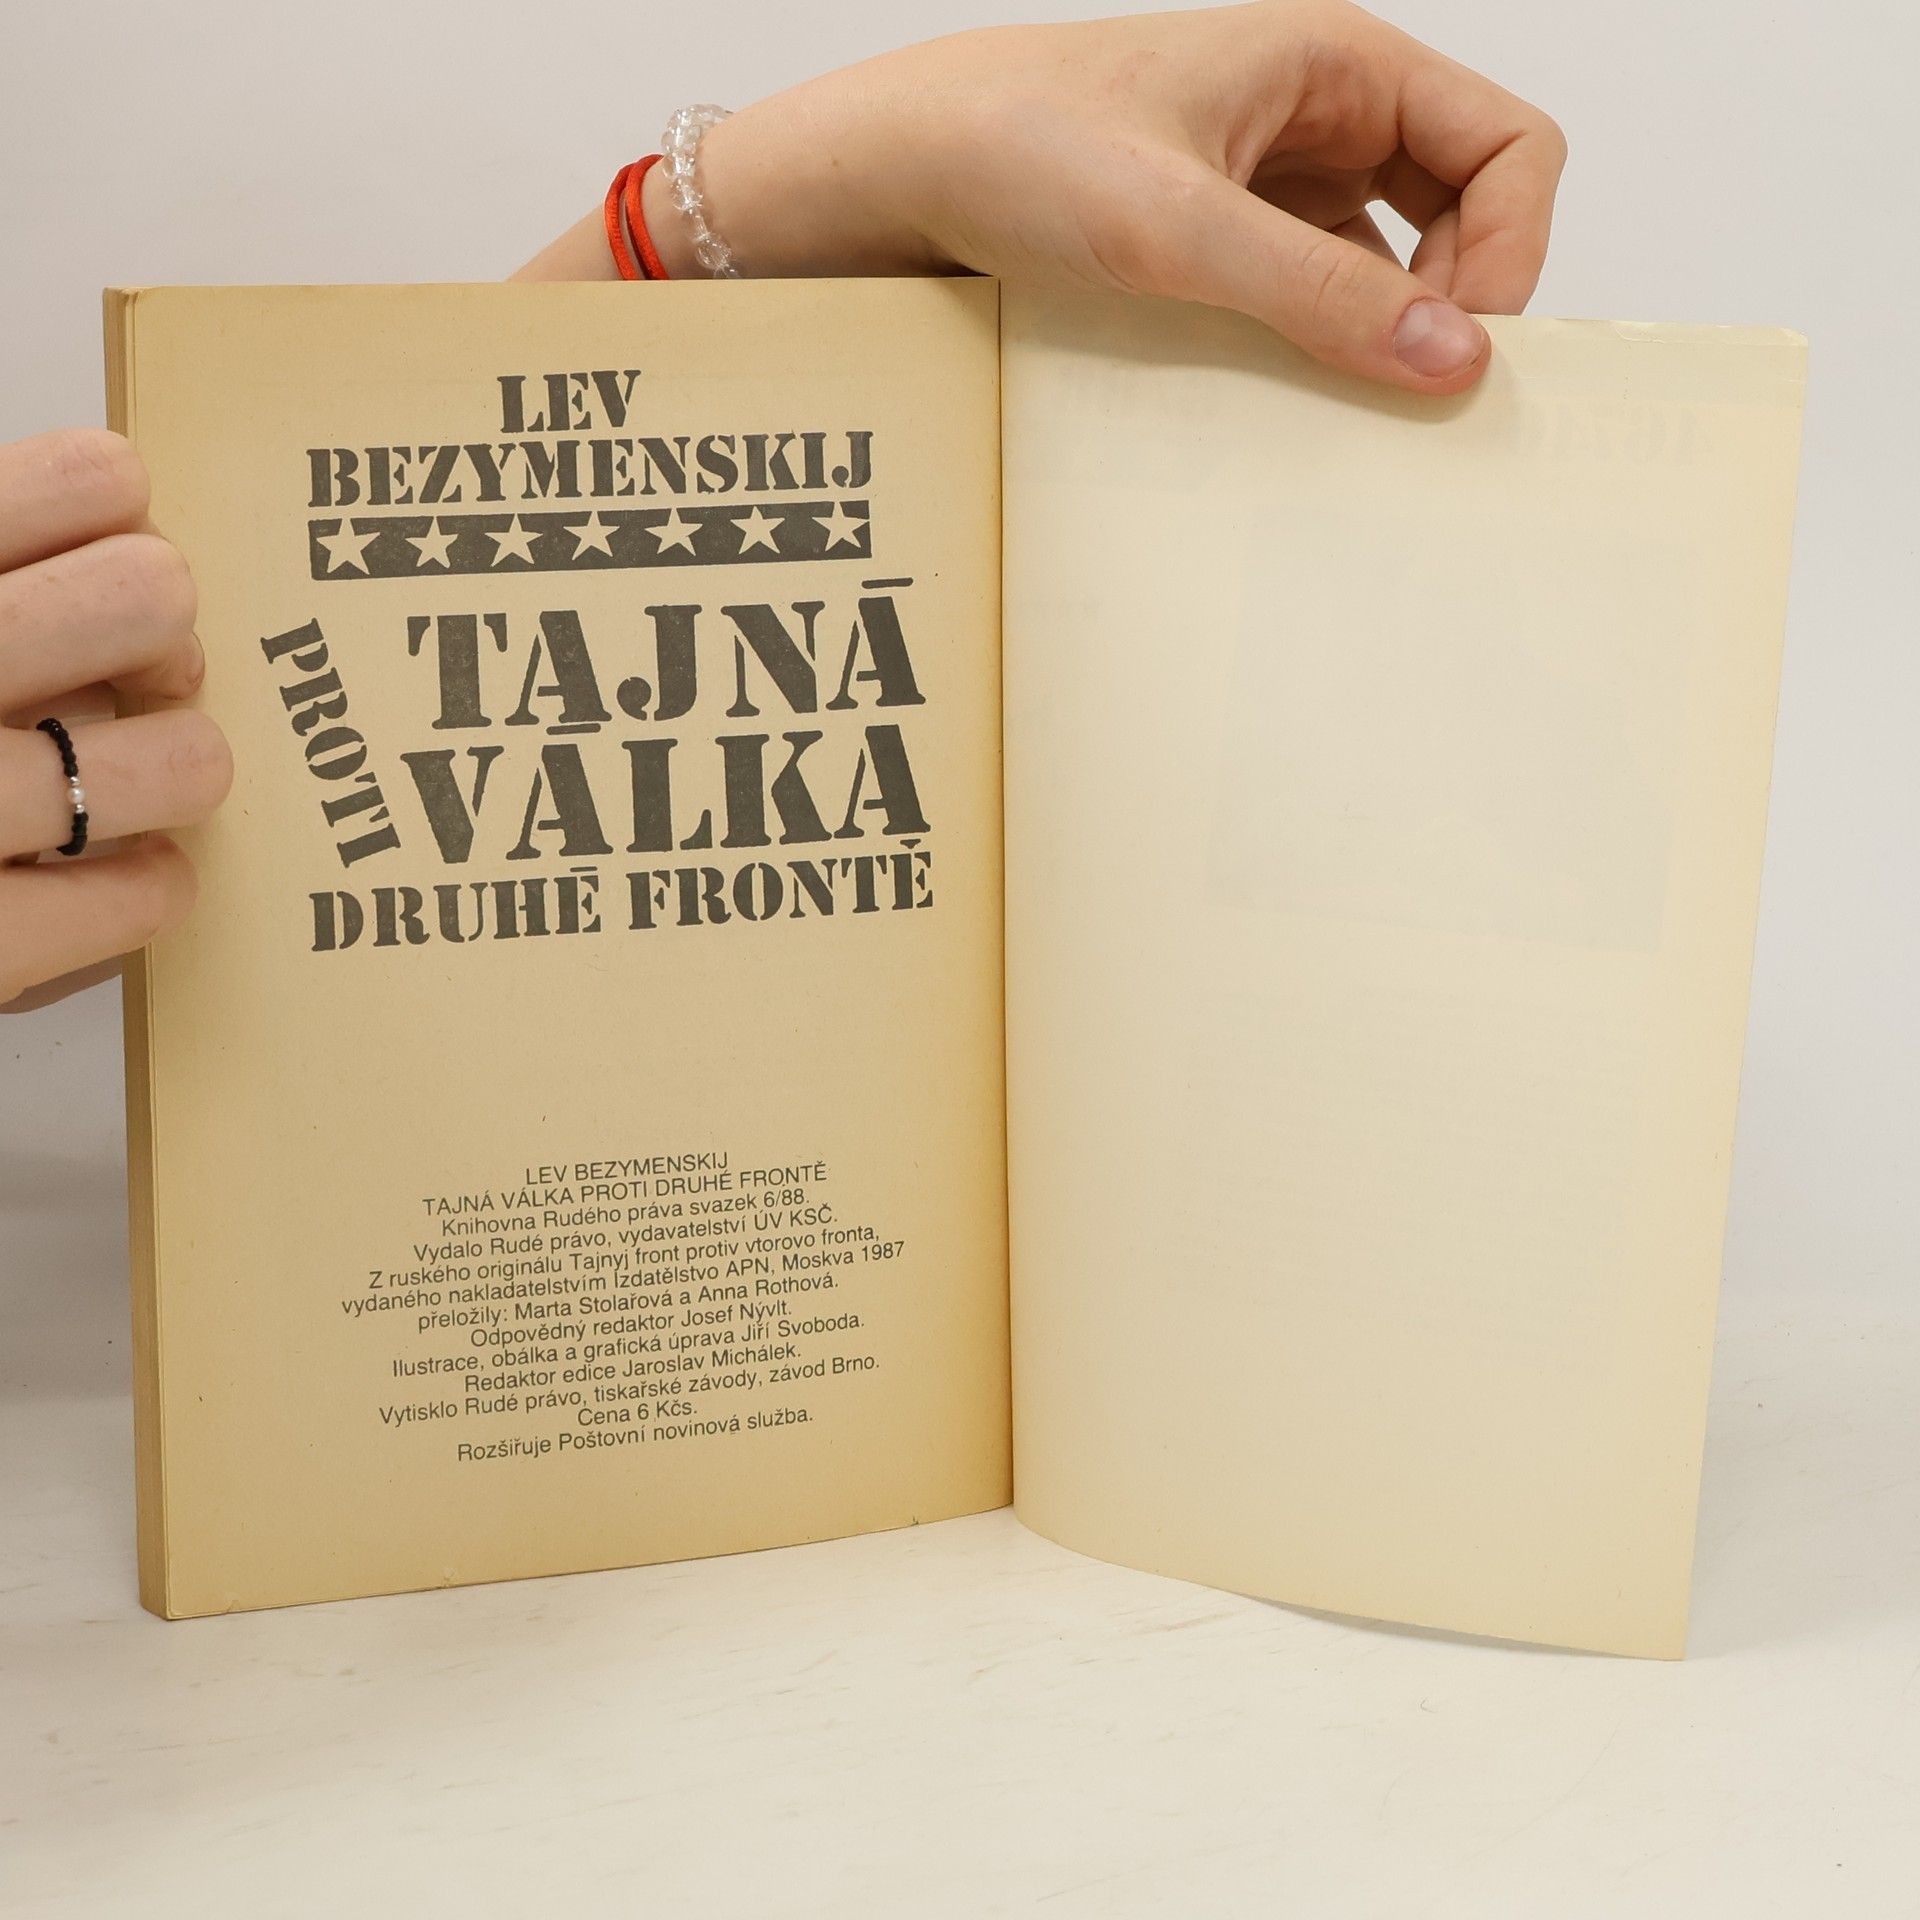 LEV
BEZYMENSKIJ
TAJNÁ
VÁLKA
PROTI
DRUHÉ FRONTĚ
LEV BEZYMENSKIJ
TAJNÁ VÁLKA PROTI DRUHÉ FRONTĚ
Knihovna Rudého práva svazek 6/88.
Vydalo Rudé právo, vydavatelství ÚV KSČ.
Z ruského originálu Tajnyj front protiv vtorovo fronta,
vydaného nakladatelstvím Izdatělstvo APN, Moskva 1987
přeložily: Marta Stolařová a Anna Rothová.
Odpovědný redaktor Josef Nývlt.
Ilustrace, obálka a grafická úprava Jiří Svoboda.
Redaktor edice Jaroslav Michálek.
Vytisklo Rudé právo, tiskařské závody, závod Brno.
Cena 6 Kčs.
Rozšiřuje Poštovní novinová služba.